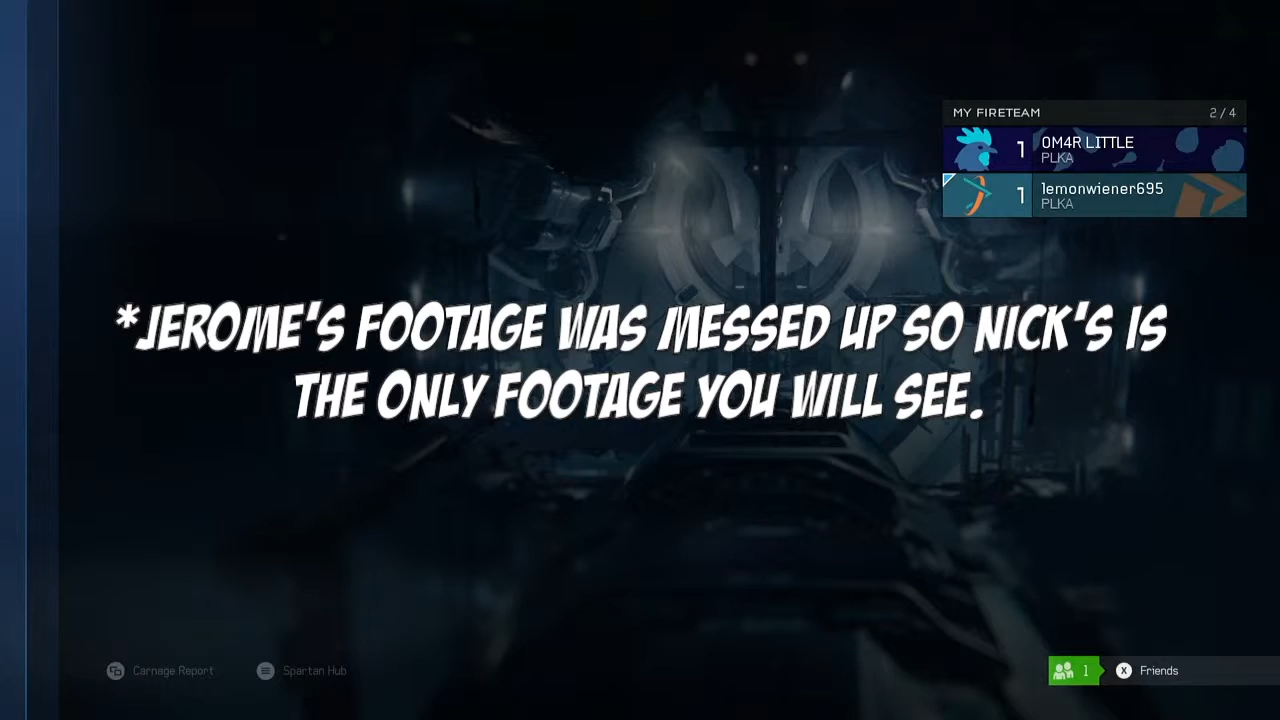 MY FIRETEAM 2 / 4
1 0M4R LITTLE
PLKA
1 lemonwiener695
PLKA
*JEROME'S FOOTAGE WAS MESSED UP SO NICK'S IS
THE ONLY FOOTAGE YOU WILL SEE.
Carnage Report Spartan Hub 1 X Friends